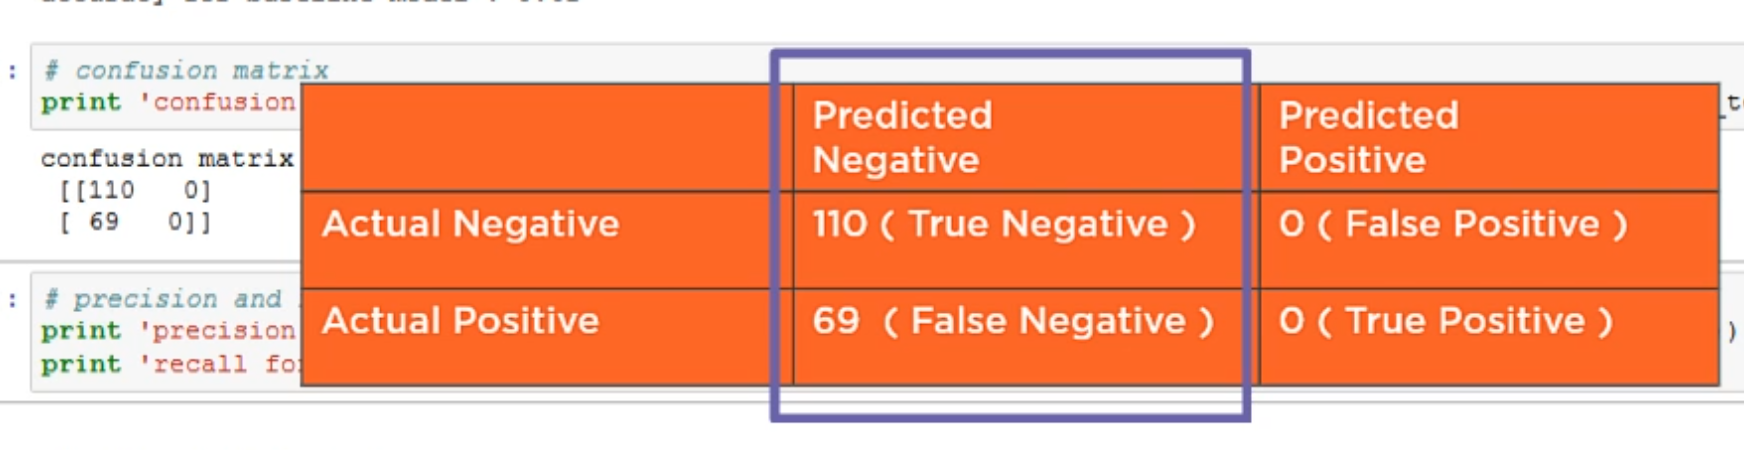 : # confusion matrix
print 'confusion
confusion matrix
[[110 0]
[ 69 0]]
: # precision and
print 'precision
print 'recall for
Predicted Negative
Predicted Positive
Actual Negative
110 ( True Negative )
0 ( False Positive )
Actual Positive
69 ( False Negative )
0 ( True Positive )
)